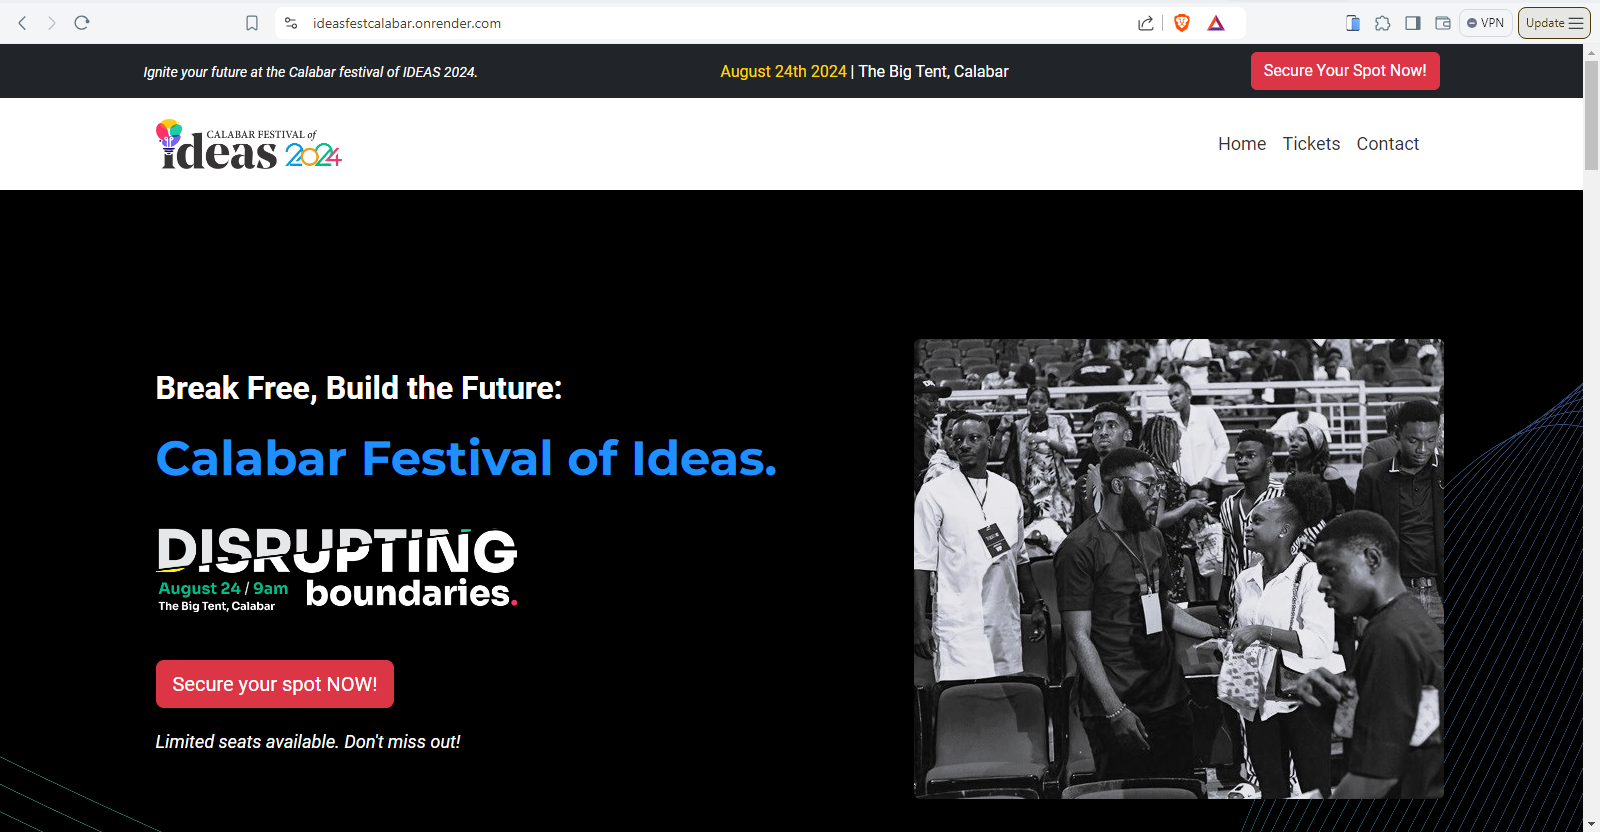 ideasfestcalabar.onrender.com
VPN
Update
Ignite your future at the Calabar festival of IDEAS 2024.
August 24th 2024 | The Big Tent, Calabar
Secure Your Spot Now!
CALABAR FESTIVAL of
ideas 2024
Home Tickets Contact
Break Free, Build the Future:
Calabar Festival of Ideas.
DISRUPTING
boundaries.
August 24 / 9am
The Big Tent, Calabar
Secure your spot NOW!
Limited seats available. Don't miss out!